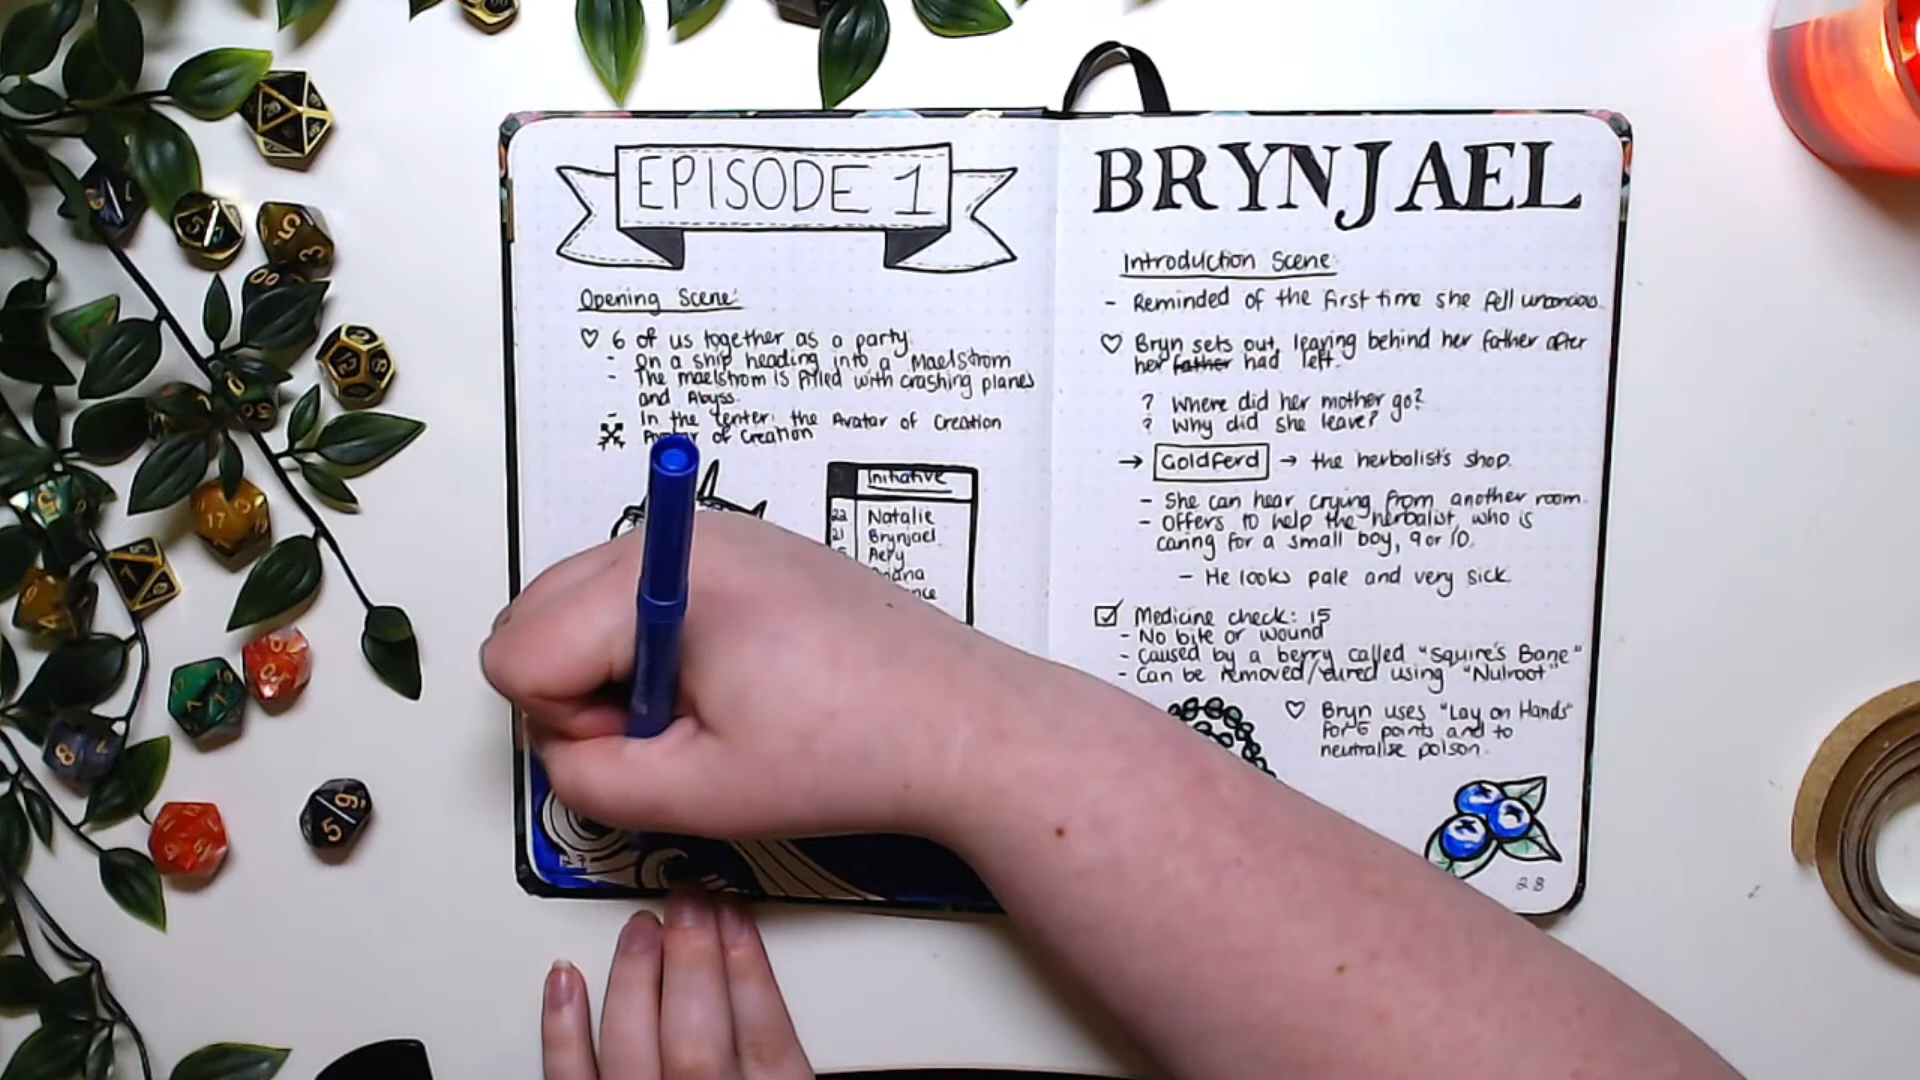 EPISODE 1
Opening Scene:
♡ 6 of us together as a party.
- On a ship heading into a Maelstrom
- The maelstrom is filled with crashing planes
and Abyss.
- In the center: the Avatar of Creation
of Creation
Initiative
22 Natalie
21 Brynjael
Aery
27
BRYNJAEL
Introduction Scene:
- Reminded of the first time she fell
♡ Bryn sets out, leaving behind her father after
her father had left.
? Where did her mother go?
? Why did she leave?
→ Goldferd → the herbalist's shop.
- She can hear crying from another room.
- Offers to help the herbalist, who is
caring for a small boy, 9 or 10.
- He looks pale and very sick.
☑ Medicine check: 15
- No bite or wound
- Caused by a berry called "Squire's Bane"
- Can be removed/cured using "Nulroot"
♡ Bryn uses "Lay on Hands"
for 5 points and to
neutralise poison.
28